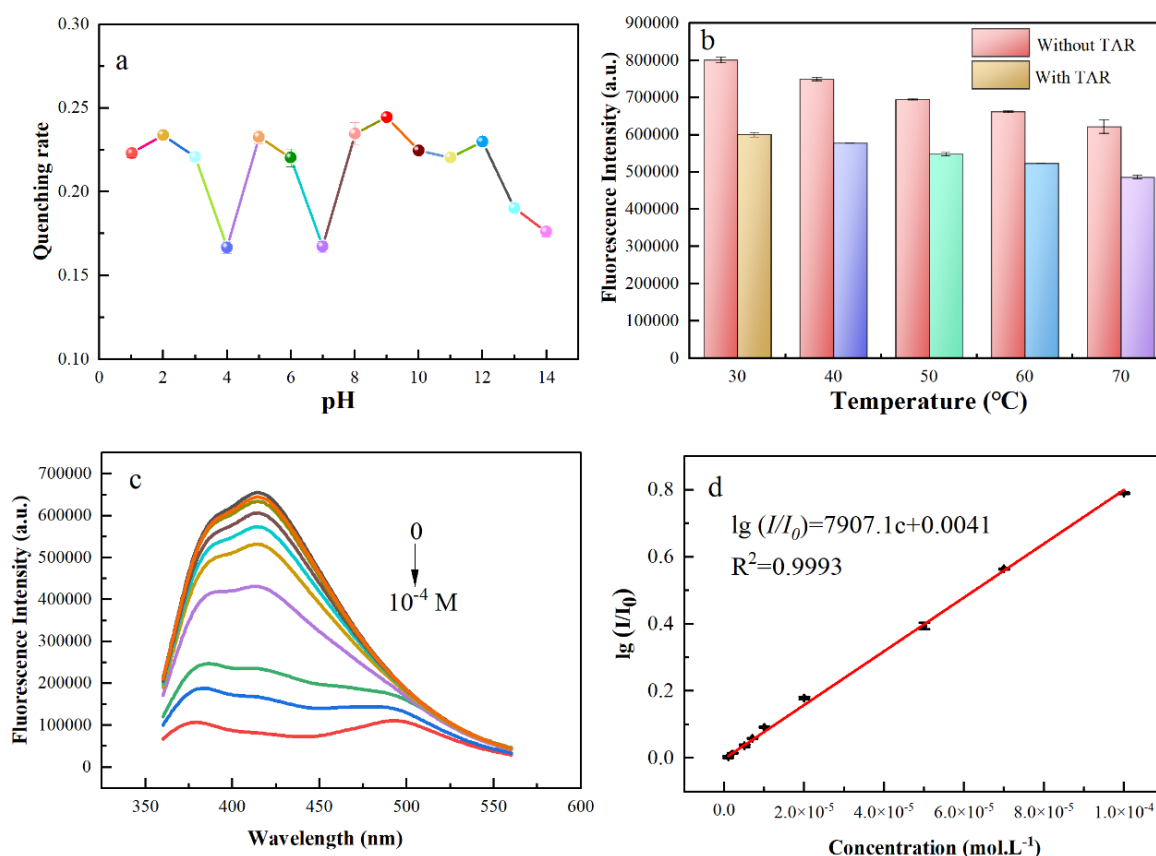 a
Quenching rate
0.30
0.25
0.20
0.15
0.10
0 2 4 6 8 10 12 14
pH
b
Without TAR
With TAR
Fluorescence Intensity (a.u.)
900000
800000
700000
600000
500000
400000
300000
200000
100000
0
30 40 50 60 70
Temperature (°C)
c
Fluorescence Intensity (a.u.)
700000
600000
500000
400000
300000
200000
100000
0
0
10⁻⁴ M
350 400 450 500 550 600
Wavelength (nm)
d
lg (I/I₀)=7907.1c+0.0041
R²=0.9993
lg (I/I₀)
0.8
0.6
0.4
0.2
0.0
0.0 2.0×10⁻⁵ 4.0×10⁻⁵ 6.0×10⁻⁵ 8.0×10⁻⁵ 1.0×10⁻⁴
Concentration (mol.L⁻¹)